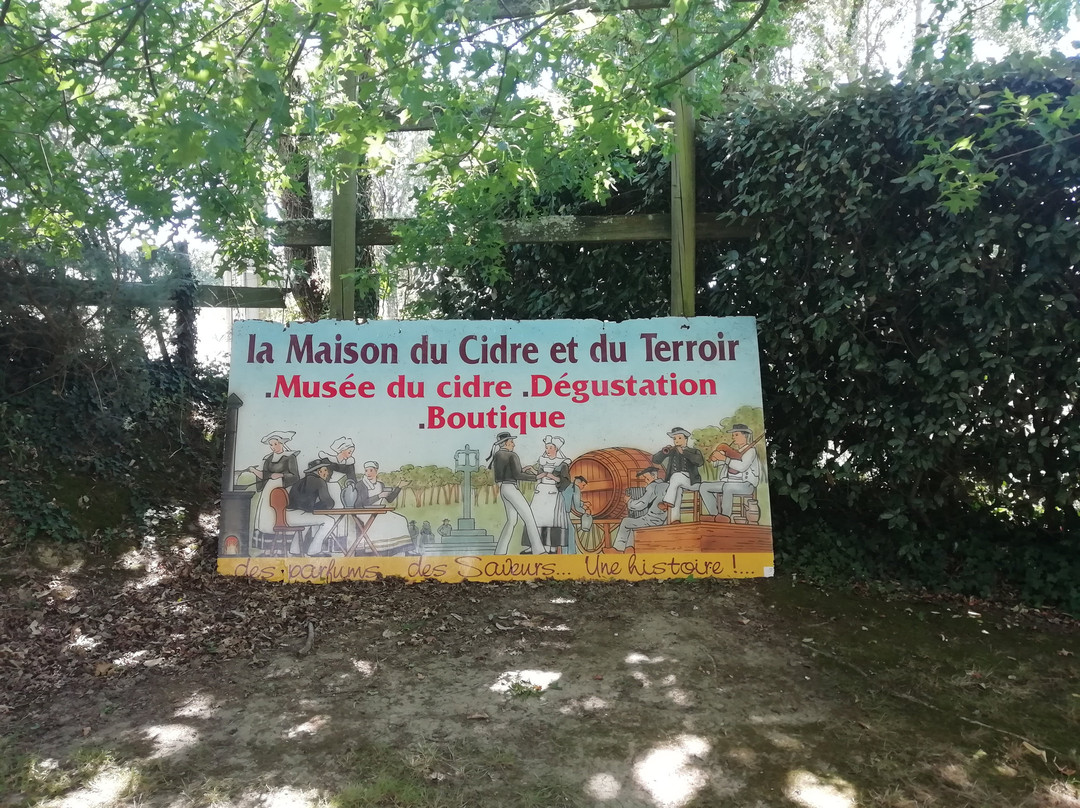 la Maison du Cidre et du Terroir
.Musée du cidre .Dégustation
.Boutique
des parfums des Saveurs... Une histoire !...